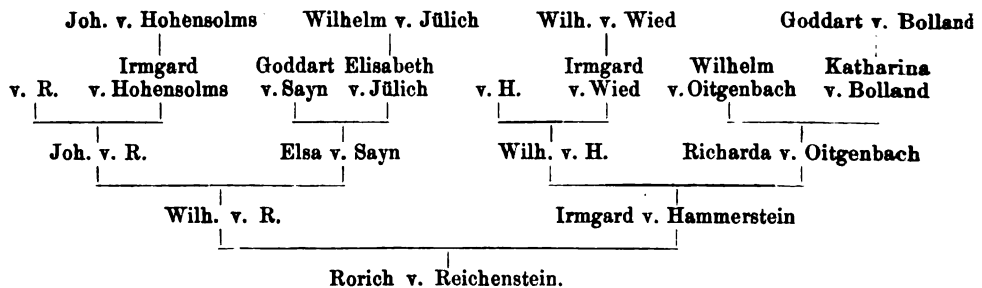 Joh. v. Hohensolms Wilhelm v. Jülich Wilh. v. Wied Goddart v. Bolland
Irmgard Goddart Elisabeth Irmgard Wilhelm Katharina
v. R. v. Hohensolms v. Sayn v. Jülich v. H. v. Wied v. Oitgenbach v. Bolland
Joh. v. R. Elsa v. Sayn Wilh. v. H. Richarda v. Oitgenbach
Wilh. v. R. Irmgard v. Hammerstein
Rorich v. Reichenstein.